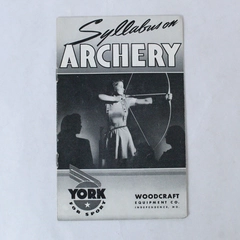 Syllabus on
ARCHERY
YORK
FOR SPORT
WOODCRAFT
EQUIPMENT CO.
INDEPENDENCE, MO.